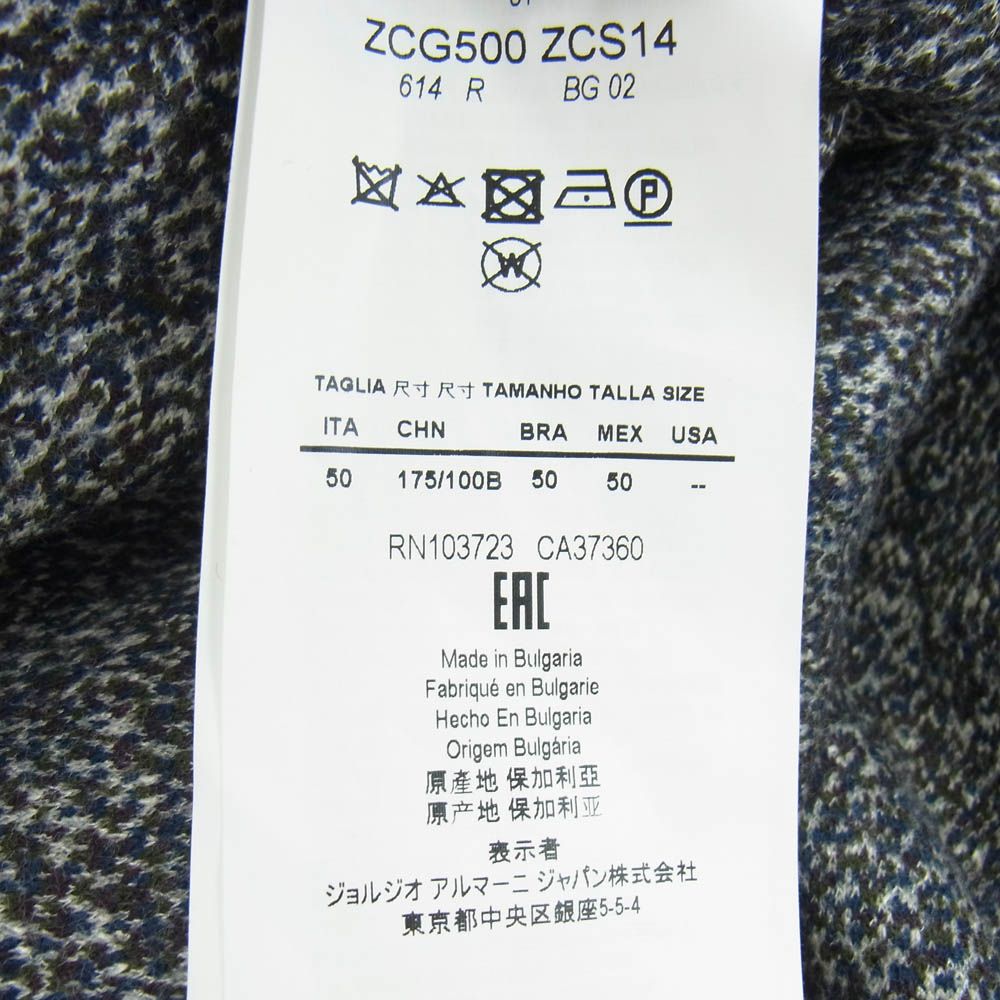 ZCG500 ZCS14
614 R BG 02
P
W
TAGLIA 尺寸 尺寸 TAMANHO TALLA SIZE
ITA CHN BRA MEX USA
50 175/100B 50 50 --
RN103723 CA37360
EAC
Made in Bulgaria
Fabriqué en Bulgarie
Hecho En Bulgaria
Origem Bulgária
原產地 保加利亞
原产地 保加利亚
表示者
ジョルジオ アルマーニ ジャパン株式会社
東京都中央区銀座5-5-4